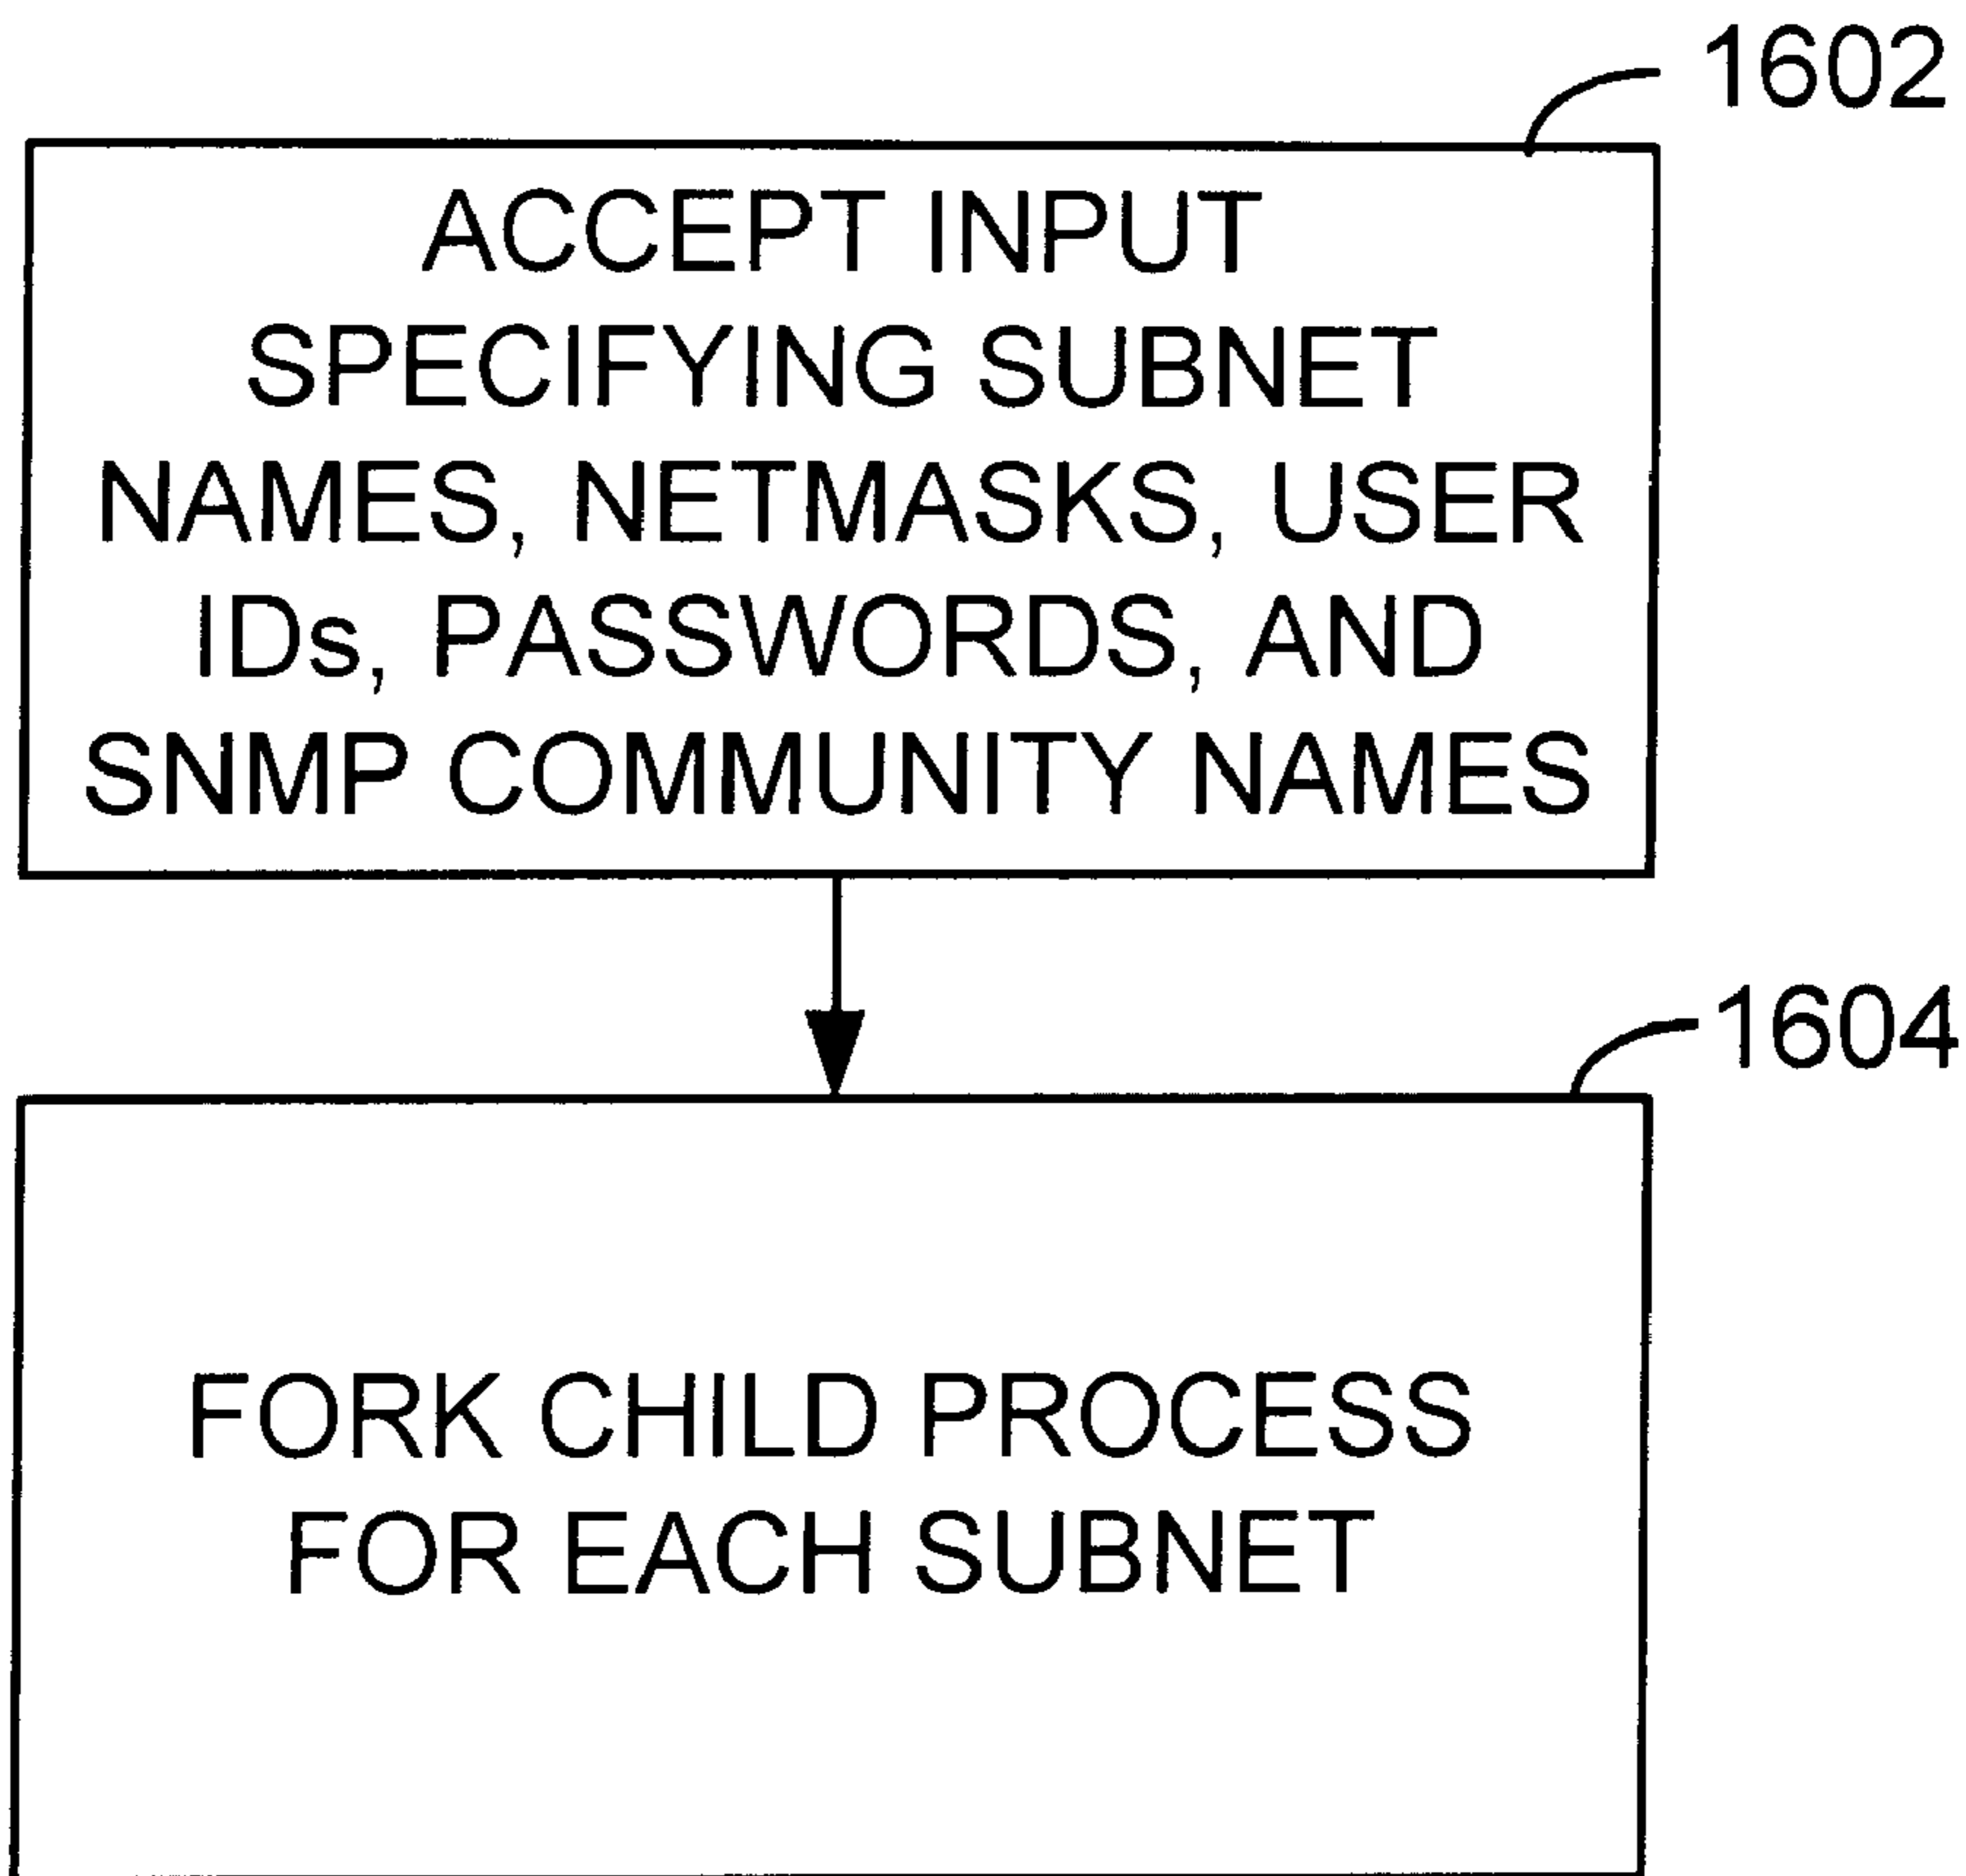 1602
ACCEPT INPUT
SPECIFYING SUBNET
NAMES, NETMASKS, USER
IDs, PASSWORDS, AND
SNMP COMMUNITY NAMES
1604
FORK CHILD PROCESS
FOR EACH SUBNET